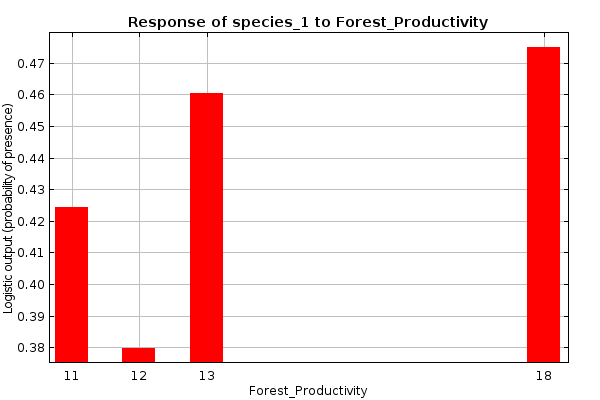 Response of species_1 to Forest_Productivity
Logistic output (probability of presence)
0.47
0.46
0.45
0.44
0.43
0.42
0.41
0.40
0.39
0.38
11 12 13 18
Forest_Productivity